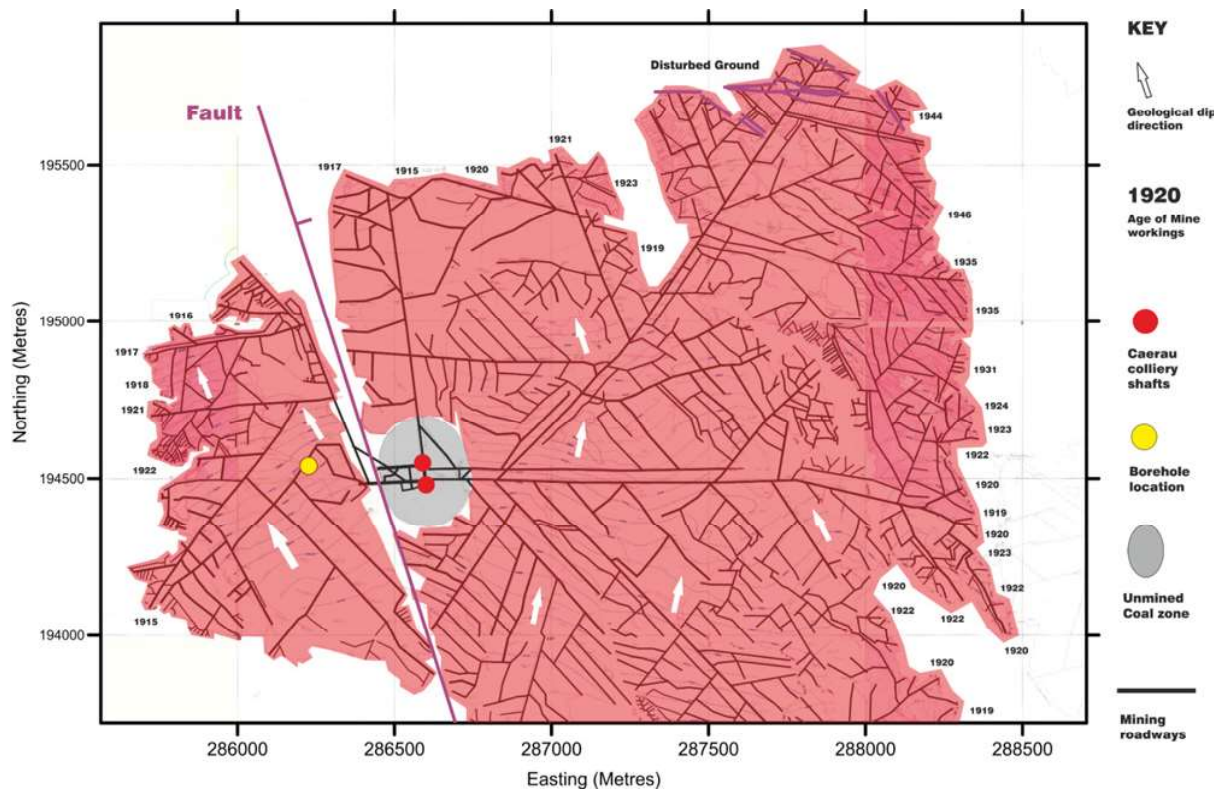 Disturbed Ground
Fault
1944
1917
1915
1920
1921
1923
1919
1946
1935
1935
1931
1924
1923
1922
1920
1919
1920
1923
1922
1920
1922
1920
1922
1920
1919
1916
1917
1918
1921
1922
1915
195500
195000
194500
194000
Northing (Metres)
286000
286500
287000
287500
288000
288500
Easting (Metres)
KEY
Geological dip
direction
1920
Age of Mine
workings
Caerau
colliery
shafts
Borehole
location
Unmined
Coal zone
Mining
roadways